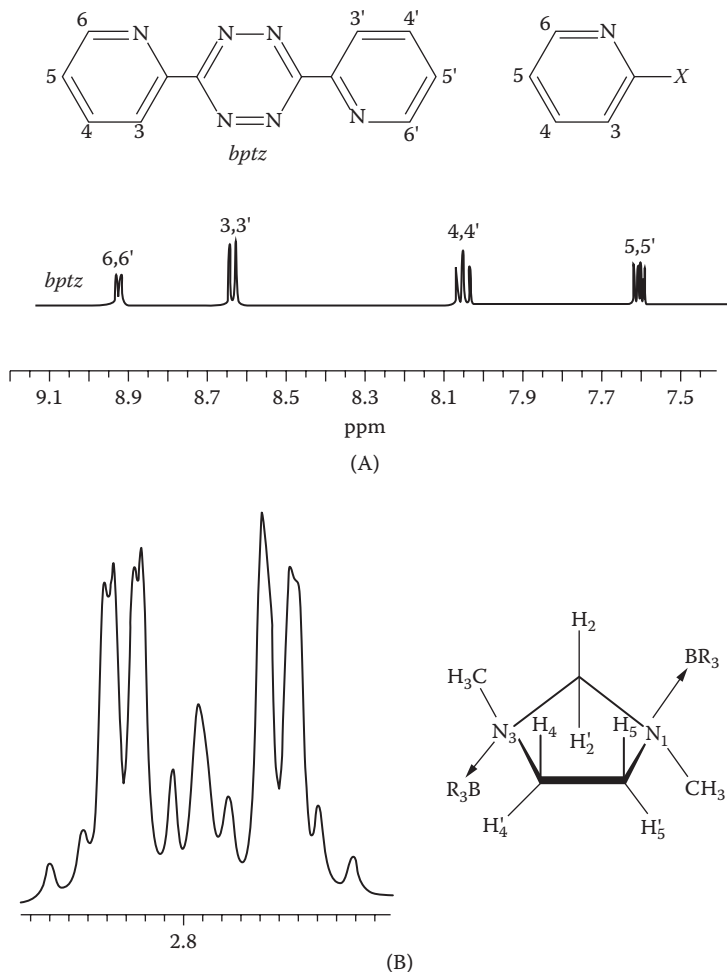 6 N N N 3' 4' 6 N
5 5' 5 X
4 3 N N N 6' 4 3
bptz
6,6' 3,3' 4,4' 5,5'
bptz
9.1 8.9 8.7 8.5 8.3 8.1 7.9 7.7 7.5
ppm
(A)
H2
H3C BR3
N3 H4 H'2 H5 N1
R3B CH3
H'4 H'5
2.8
(B)